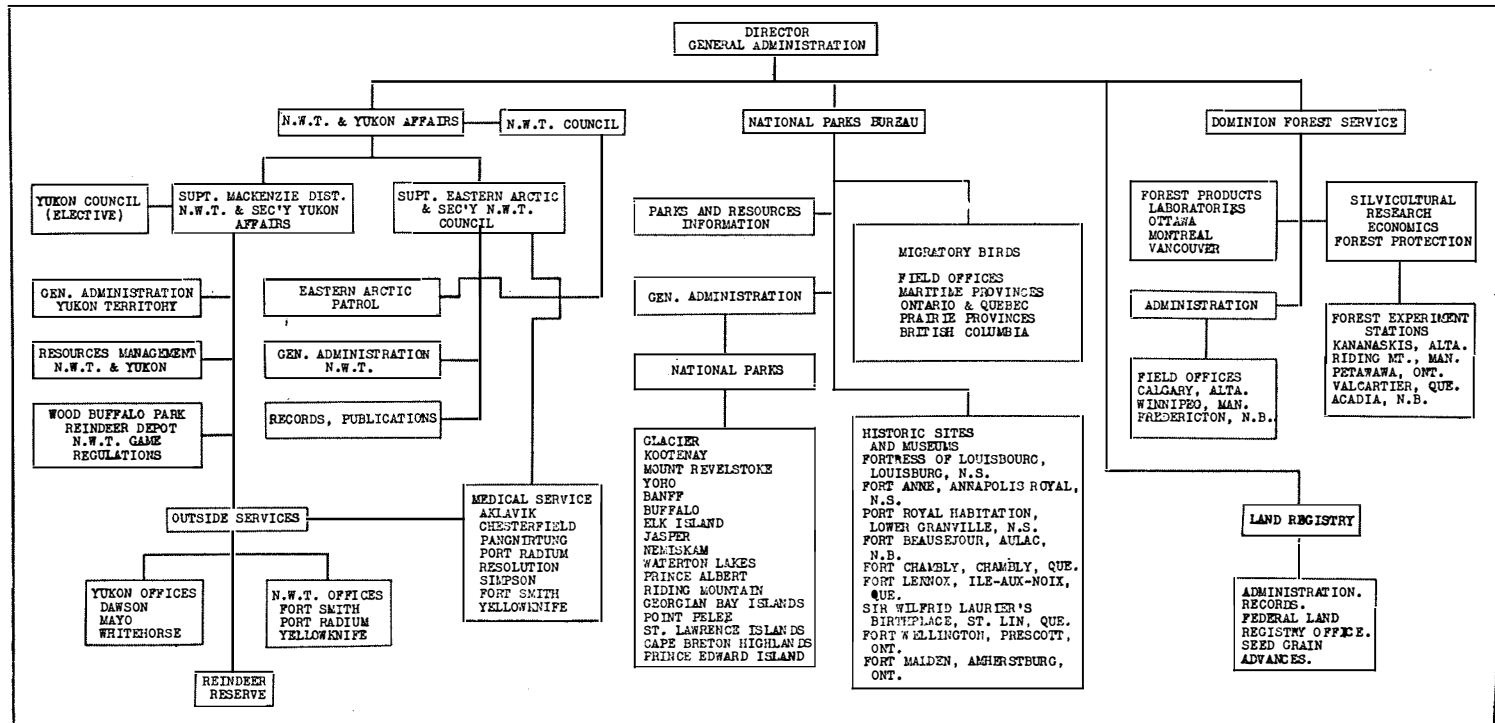 DIRECTOR
GENERAL ADMINISTRATION
N.W.T. & YUKON AFFAIRS
N.W.T. COUNCIL
NATIONAL PARKS BUREAU
DOMINION FOREST SERVICE
YUKON COUNCIL
(ELECTIVE)
SUPT. MACKENZIE DIST.
N.W.T. & SEC'Y YUKON
AFFAIRS
SUPT. EASTERN ARCTIC
& SEC'Y N.W.T.
COUNCIL
GEN. ADMINISTRATION
YUKON TERRITORY
RESOURCES MANAGEMENT
N.W.T. & YUKON
WOOD BUFFALO PARK
REINDEER DEPOT
N.W.T. GAME
REGULATIONS
EASTERN ARCTIC
PATROL
GEN. ADMINISTRATION
N.W.T.
RECORDS, PUBLICATIONS
OUTSIDE SERVICES
MEDICAL SERVICE
AKLAVIK
CHESTERFIELD
PANGNIRTUNG
PORT RADIUM
RESOLUTION
SIMPSON
FORT SMITH
YELLOWKNIFE
YUKON OFFICES
DAWSON
MAYO
WHITEHORSE
N.W.T. OFFICES
FORT SMITH
PORT RADIUM
YELLOWKNIFE
REINDEER
RESERVE
PARKS AND RESOURCES
INFORMATION
GEN. ADMINISTRATION
NATIONAL PARKS
GLACIER
KOOTENAY
MOUNT REVELSTOKE
YOHO
BANFF
BUFFALO
ELK ISLAND
JASPER
NEMISKAM
WATERTON LAKES
PRINCE ALBERT
RIDING MOUNTAIN
GEORGIAN BAY ISLANDS
POINT PELEE
ST. LAWRENCE ISLANDS
CAPE BRETON HIGHLANDS
PRINCE EDWARD ISLAND
MIGRATORY BIRDS
FIELD OFFICES
MARITIME PROVINCES
ONTARIO & QUEBEC
PRAIRIE PROVINCES
BRITISH COLUMBIA
HISTORIC SITES
AND MUSEUMS
FORTRESS OF LOUISBOURG,
LOUISBURG, N.S.
FORT ANNE, ANNAPOLIS ROYAL,
N.S.
PORT ROYAL HABITATION,
LOWER GRANVILLE, N.S.
FORT BEAUSEJOUR, AULAC,
N.B.
FORT CHAMBLY, CHAMBLY, QUE.
FORT LENNOX, ILE-AUX-NOIX,
QUE.
SIR WILFRID LAURIER'S
BIRTHPLACE, ST. LIN, QUE.
FORT WELLINGTON, PRESCOTT,
ONT.
FORT MALDEN, AMHERSTBURG,
ONT.
FOREST PRODUCTS
LABORATORIES
OTTAWA
MONTREAL
VANCOUVER
SILVICULTURAL
RESEARCH
ECONOMICS
FOREST PROTECTION
ADMINISTRATION
FIELD OFFICES
CALGARY, ALTA.
WINNIPEG, MAN.
FREDERICTON, N.B.
FOREST EXPERIMENT
STATIONS
KANANASKIS, ALTA.
RIDING MT., MAN.
PETAWAWA, ONT.
VALCARTIER, QUE.
ACADIA, N.B.
LAND REGISTRY
ADMINISTRATION.
RECORDS.
FEDERAL LAND
REGISTRY OFFICE.
SEED GRAIN
ADVANCES.